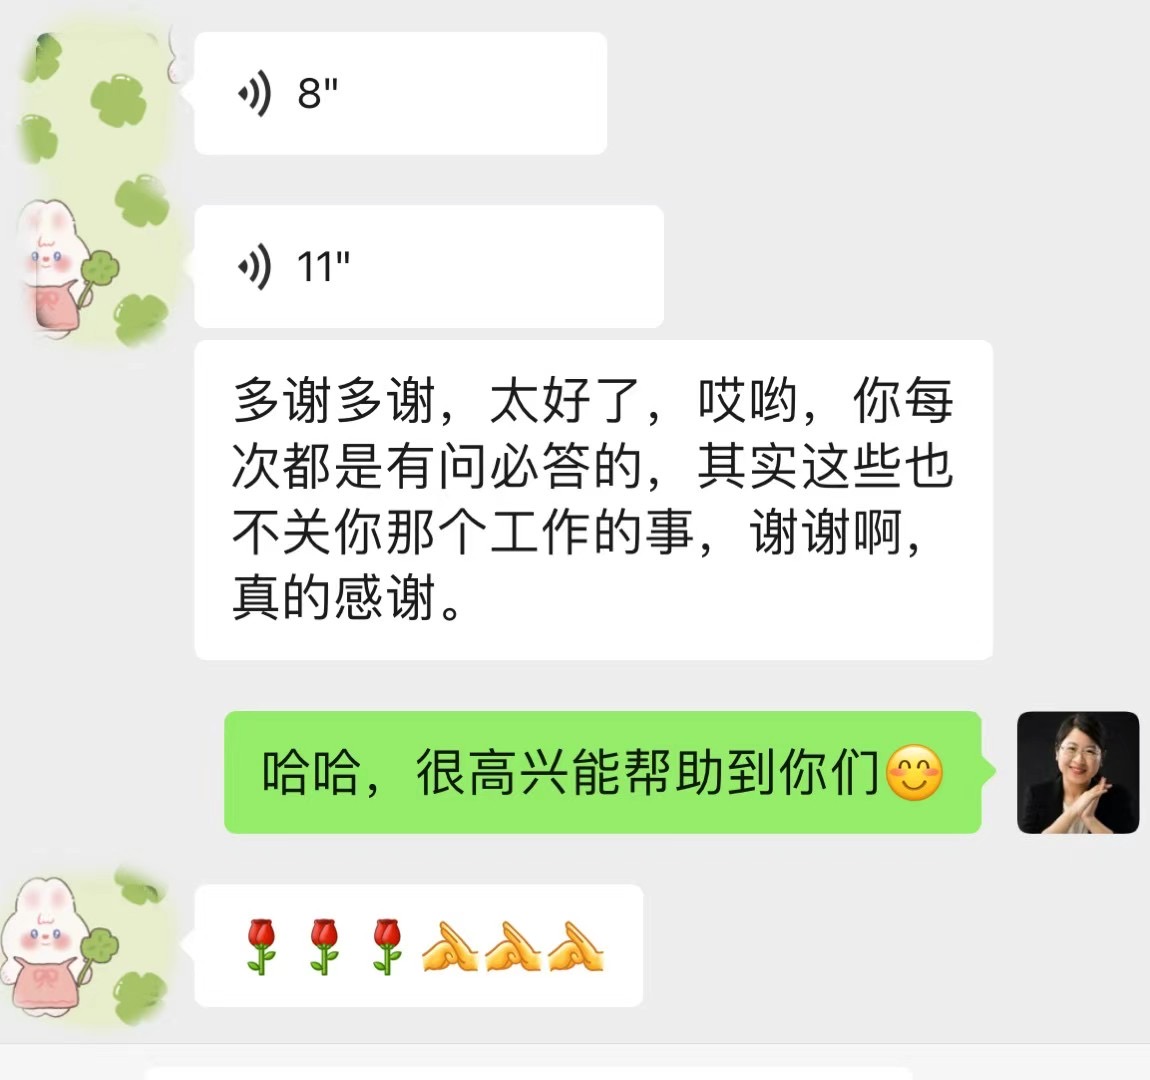 8"
11"
多谢多谢，太好了，哎哟，你每
次都是有问必答的，其实这些也
不关你那个工作的事，谢谢啊，
真的感谢。
哈哈，很高兴能帮助到你们😊
🌹🌹🌹🫴🫴🫴